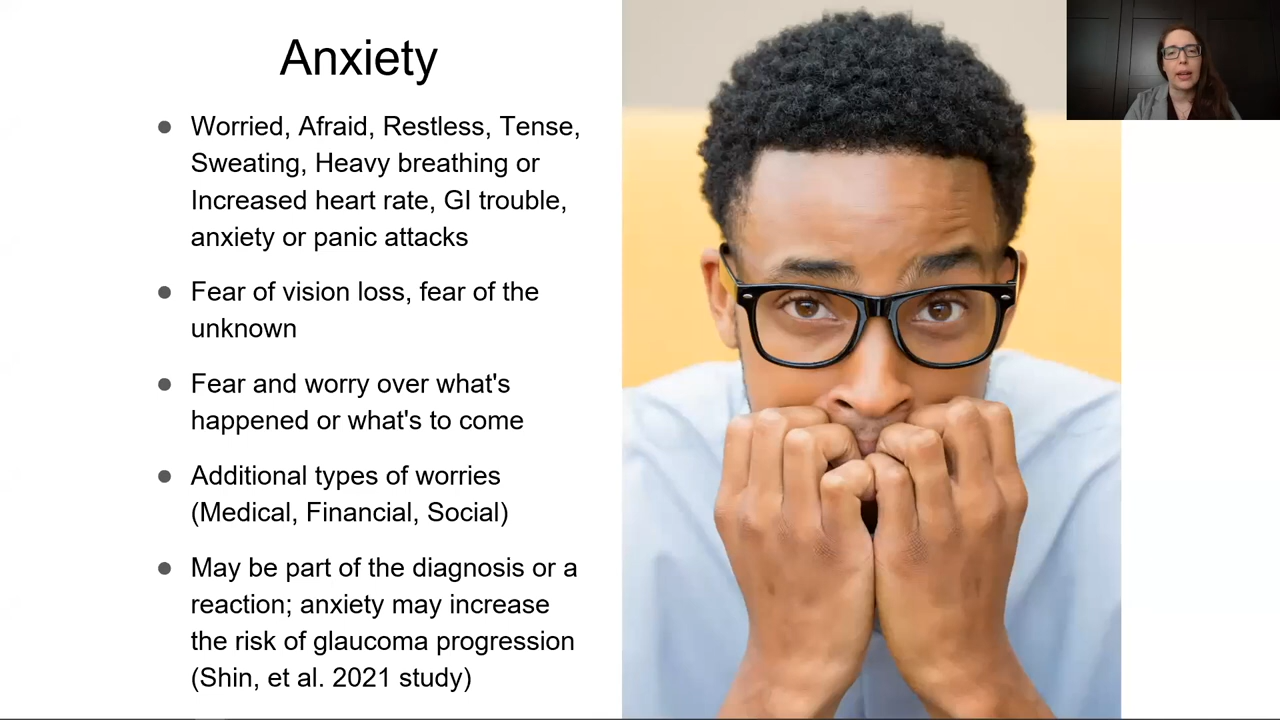 Anxiety
● Worried, Afraid, Restless, Tense,
Sweating, Heavy breathing or
Increased heart rate, GI trouble,
anxiety or panic attacks
● Fear of vision loss, fear of the
unknown
● Fear and worry over what's
happened or what's to come
● Additional types of worries
(Medical, Financial, Social)
● May be part of the diagnosis or a
reaction; anxiety may increase
the risk of glaucoma progression
(Shin, et al. 2021 study)